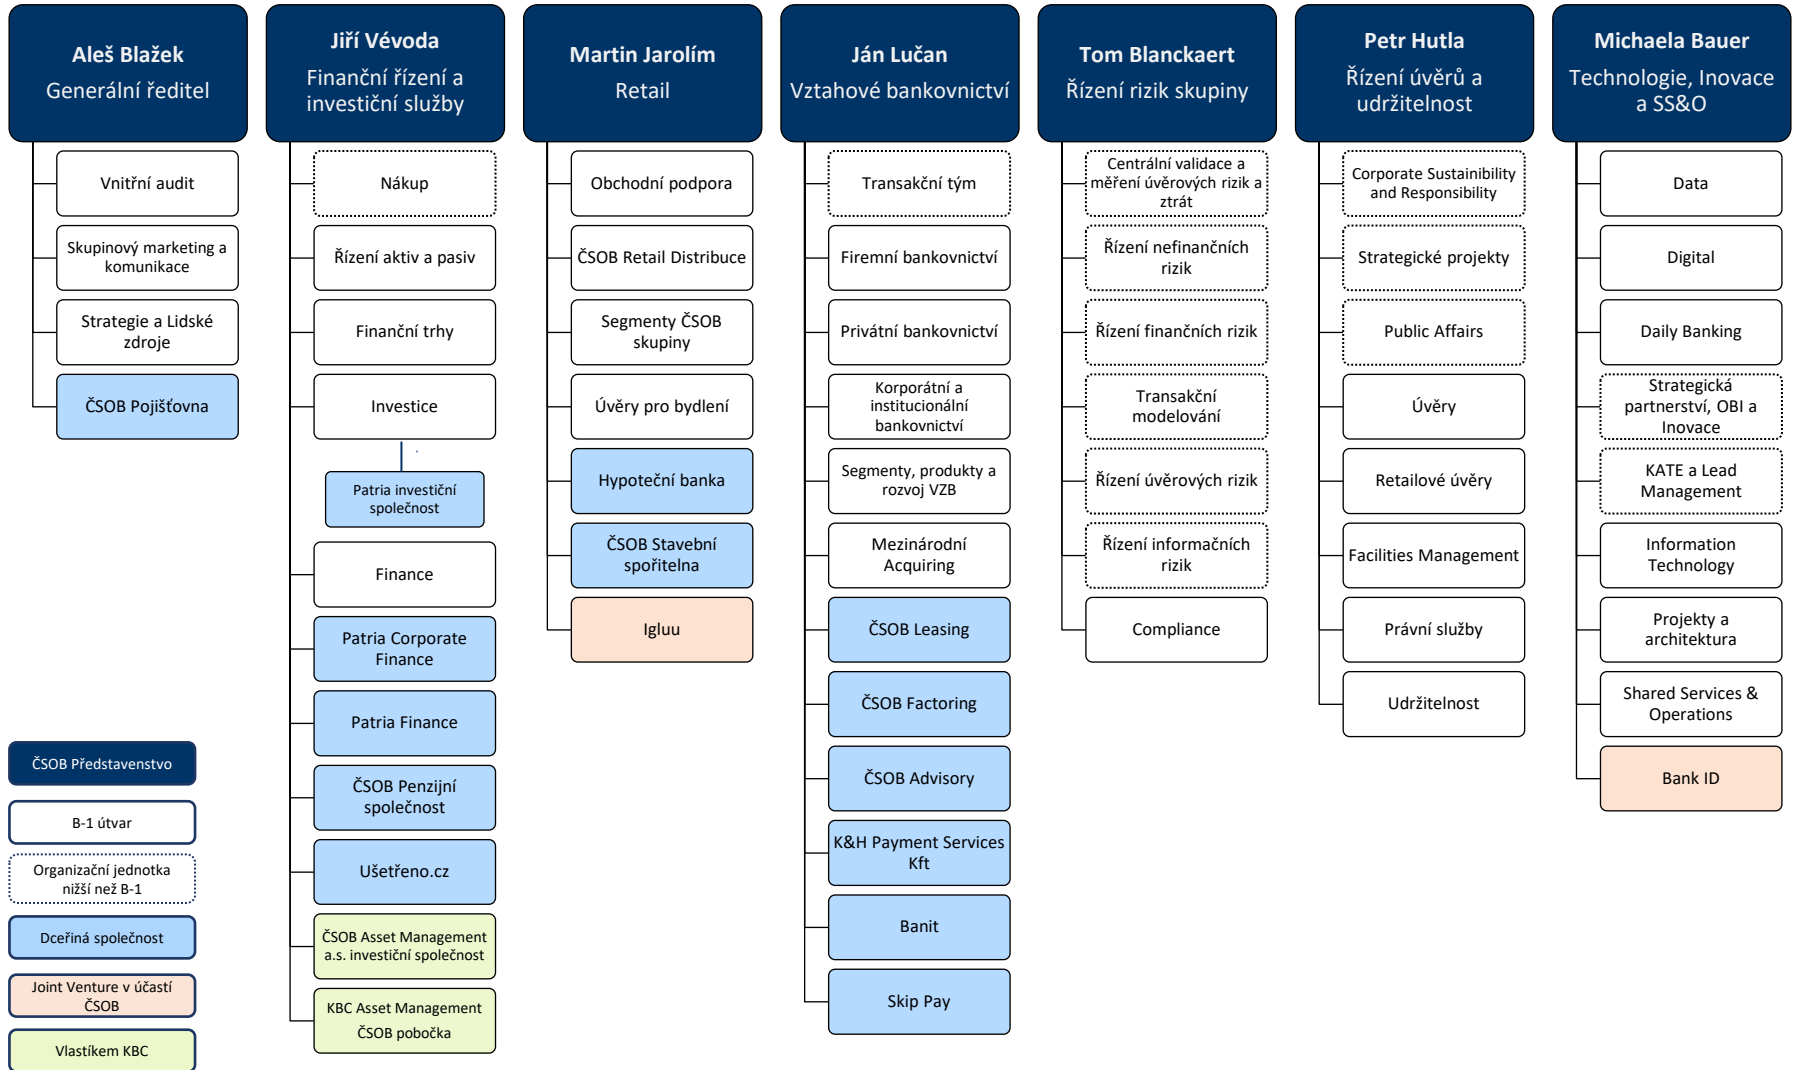 Aleš Blažek
Generální ředitel
Vnitřní audit
Skupinový marketing a
komunikace
Strategie a Lidské
zdroje
ČSOB Pojišťovna
Jiří Vévoda
Finanční řízení a
investiční služby
Nákup
Řízení aktiv a pasiv
Finanční trhy
Investice
Patria investiční
společnost
Finance
Patria Corporate
Finance
Patria Finance
ČSOB Penzijní
společnost
Ušetřeno.cz
ČSOB Asset Management
a.s. investiční společnost
KBC Asset Management
ČSOB pobočka
Martin Jarolím
Retail
Obchodní podpora
ČSOB Retail Distribuce
Segmenty ČSOB
skupiny
Úvěry pro bydlení
Hypoteční banka
ČSOB Stavební
spořitelna
Igluu
Ján Lučan
Vztahové bankovnictví
Transakční tým
Firemní bankovnictví
Privátní bankovnictví
Korporátní a
institucionální
bankovnictví
Segmenty, produkty a
rozvoj VZB
Mezinárodní
Acquiring
ČSOB Leasing
ČSOB Factoring
ČSOB Advisory
K&H Payment Services
Kft
Banit
Skip Pay
Tom Blanckaert
Řízení rizik skupiny
Centrální validace a
měření úvěrových rizik a
ztrát
Řízení nefinančních
rizik
Řízení finančních rizik
Transakční
modelování
Řízení úvěrových rizik
Řízení informačních
rizik
Compliance
Petr Hutla
Řízení úvěrů a
udržitelnost
Corporate Sustainibility
and Responsibility
Strategické projekty
Public Affairs
Úvěry
Retailové úvěry
Facilities Management
Právní služby
Udržitelnost
Michaela Bauer
Technologie, Inovace
a SS&O
Data
Digital
Daily Banking
Strategická
partnerství, OBI a
Inovace
KATE a Lead
Management
Information
Technology
Projekty a
architektura
Shared Services &
Operations
Bank ID
ČSOB Představenstvo
B-1 útvar
Organizační jednotka
nižší než B-1
Dceřiná společnost
Joint Venture v účastí
ČSOB
Vlastíkem KBC